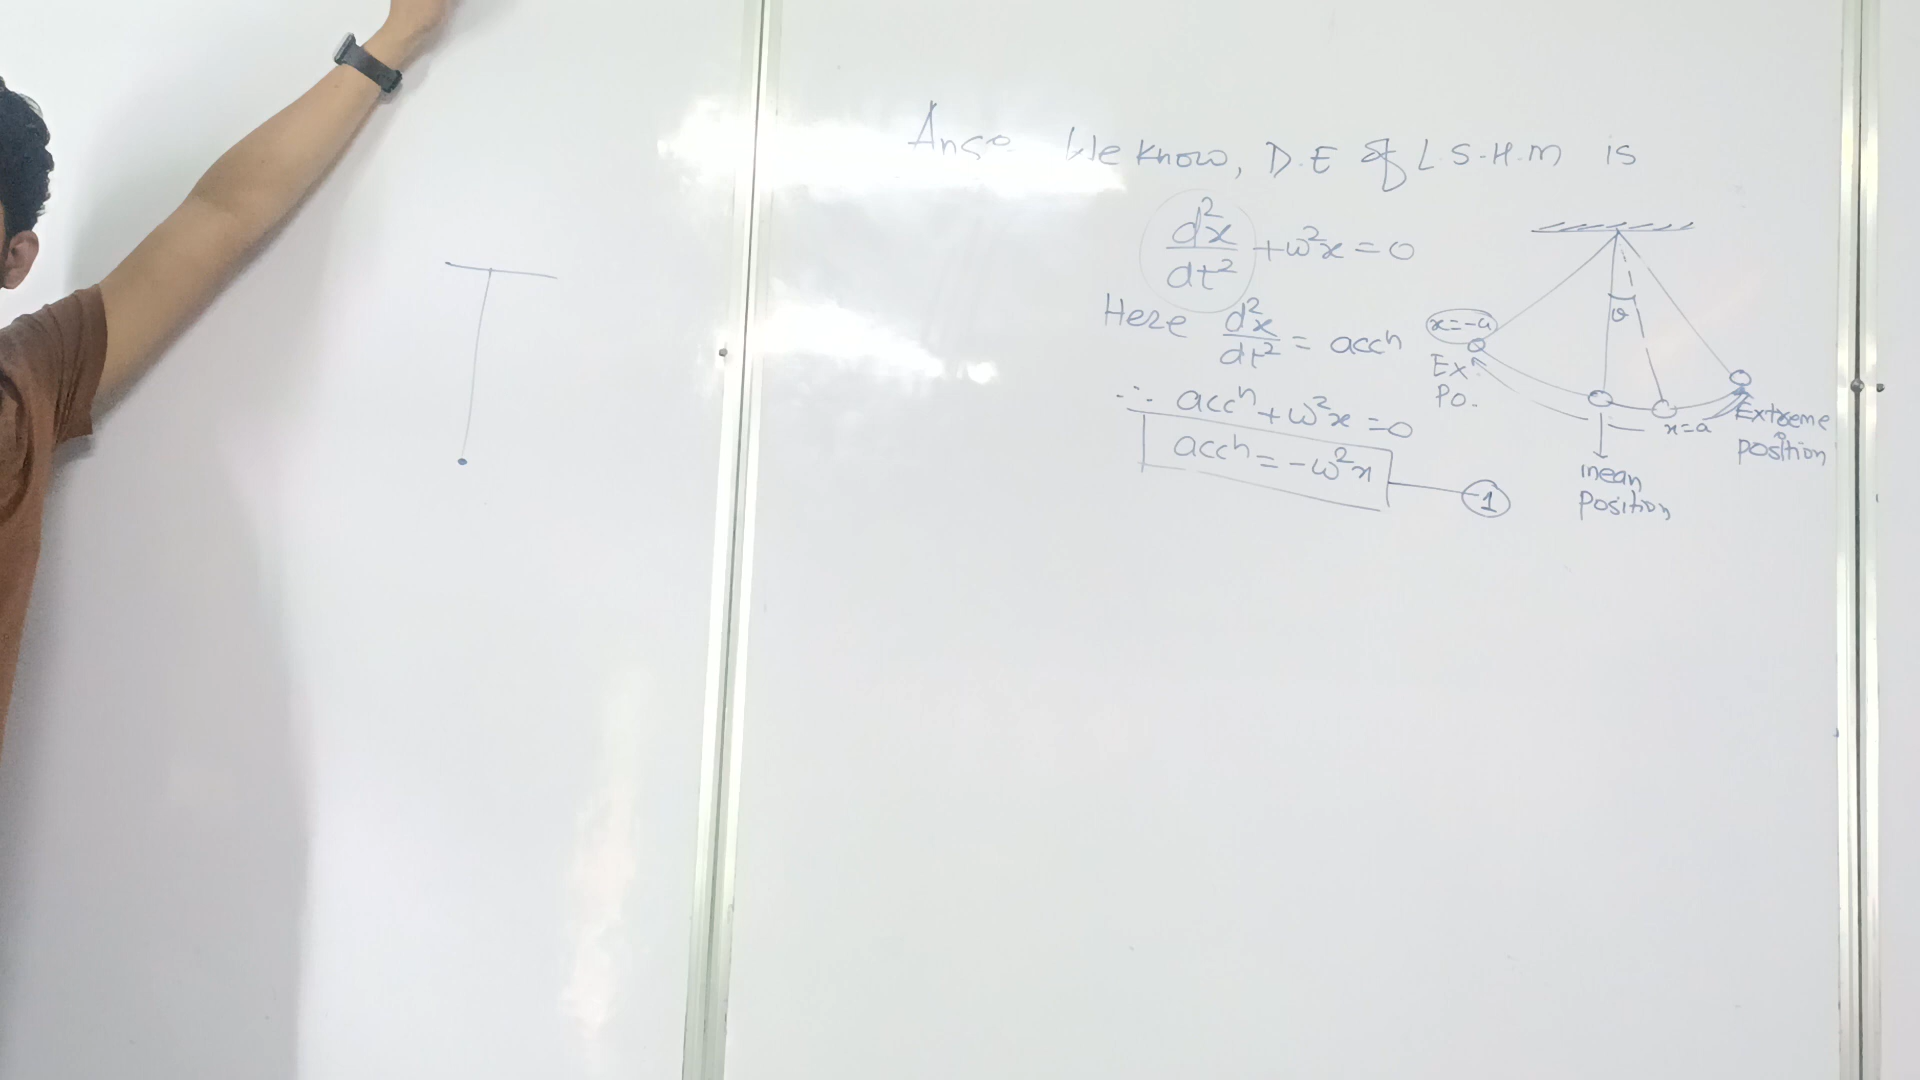 Ans:- We know, D.E of L.S.H.M is
d²x/dt² + ω²x = 0
Here d²x/dt² = accⁿ
∴ accⁿ + ω²x = 0
accⁿ = -ω²x
1
θ
x=-a
Ex.
Po.
x=a
Extreme
position
mean
position